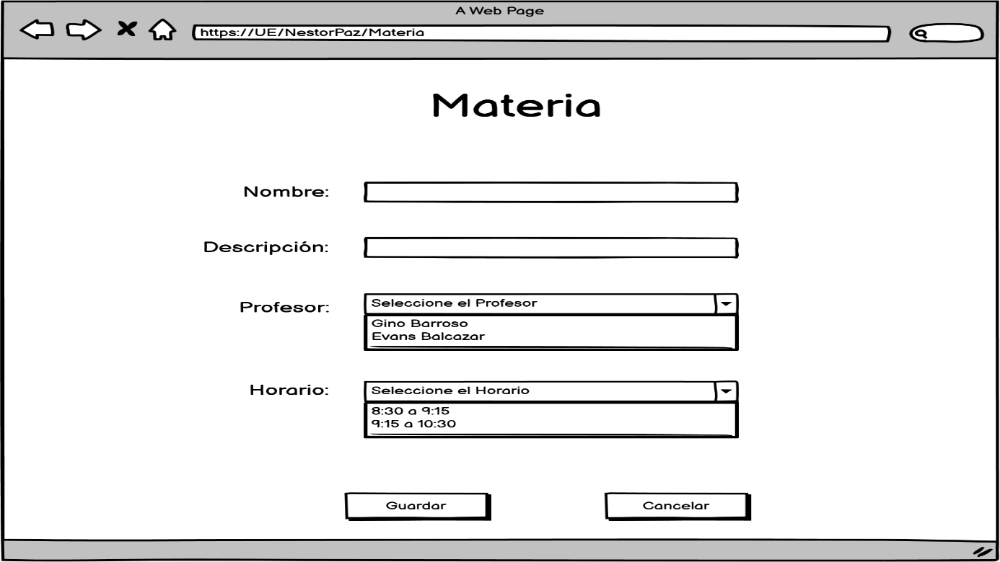 A Web Page
https://UE/NestorPaz/Materia
Materia
Nombre:
Descripción:
Profesor:
Seleccione el Profesor
Gino Barroso
Evans Balcazar
Horario:
Seleccione el Horario
8:30 a 9:15
9:15 a 10:30
Guardar
Cancelar